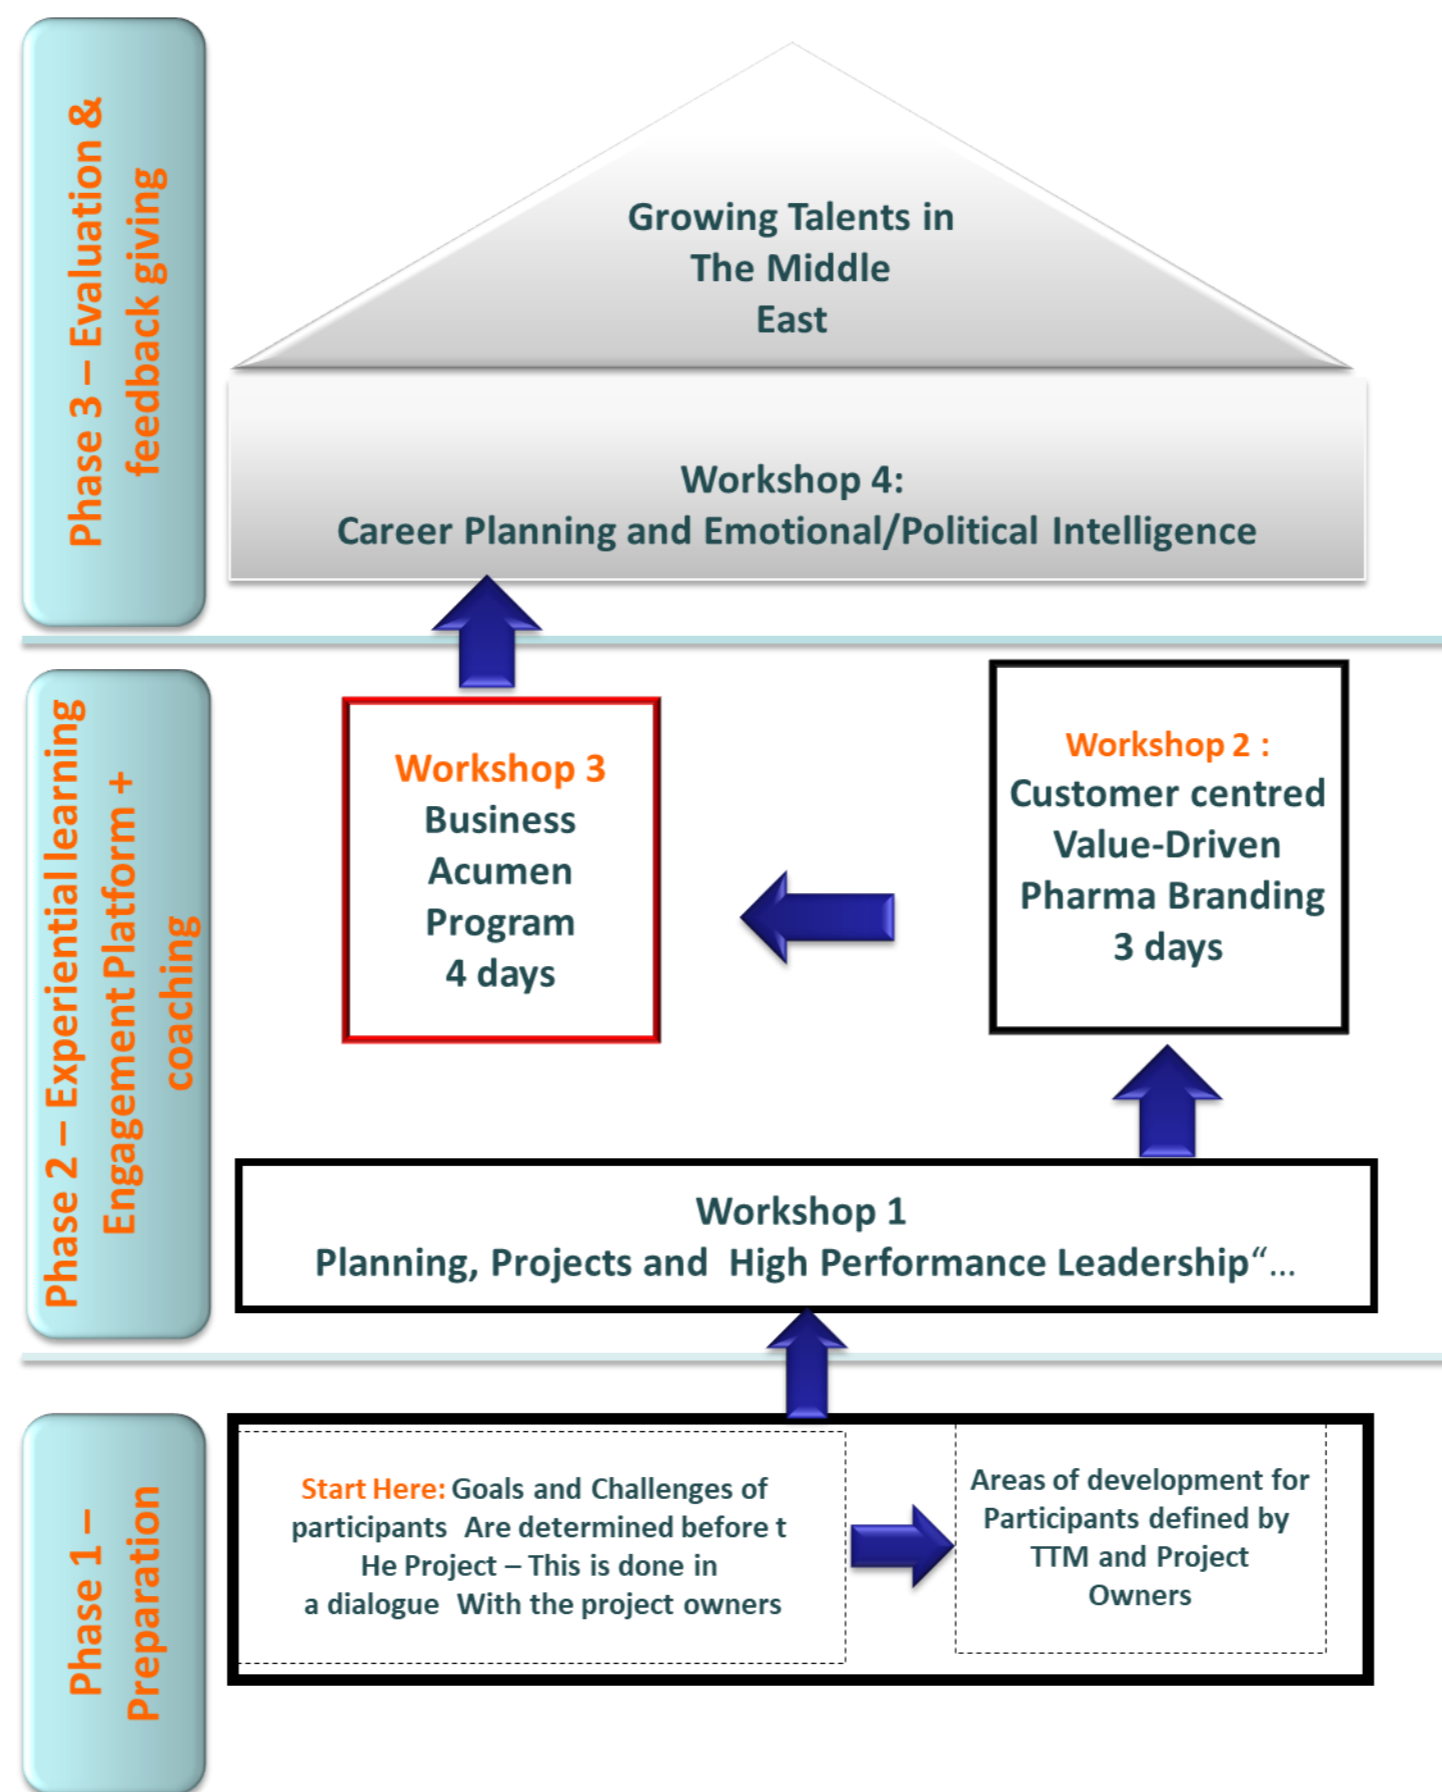 Phase 3 – Evaluation &
feedback giving
Growing Talents in
The Middle
East
Workshop 4:
Career Planning and Emotional/Political Intelligence
Phase 2 – Experiential learning
Engagement Platform +
coaching
Workshop 3
Business
Acumen
Program
4 days
Workshop 2 :
Customer centred
Value-Driven
Pharma Branding
3 days
Workshop 1
Planning, Projects and  High Performance Leadership“...
Phase 1 –
Preparation
Start Here: Goals and Challenges of
participants  Are determined before t
He Project – This is done in
a dialogue  With the project owners
Areas of development for
Participants defined by
TTM and Project
Owners